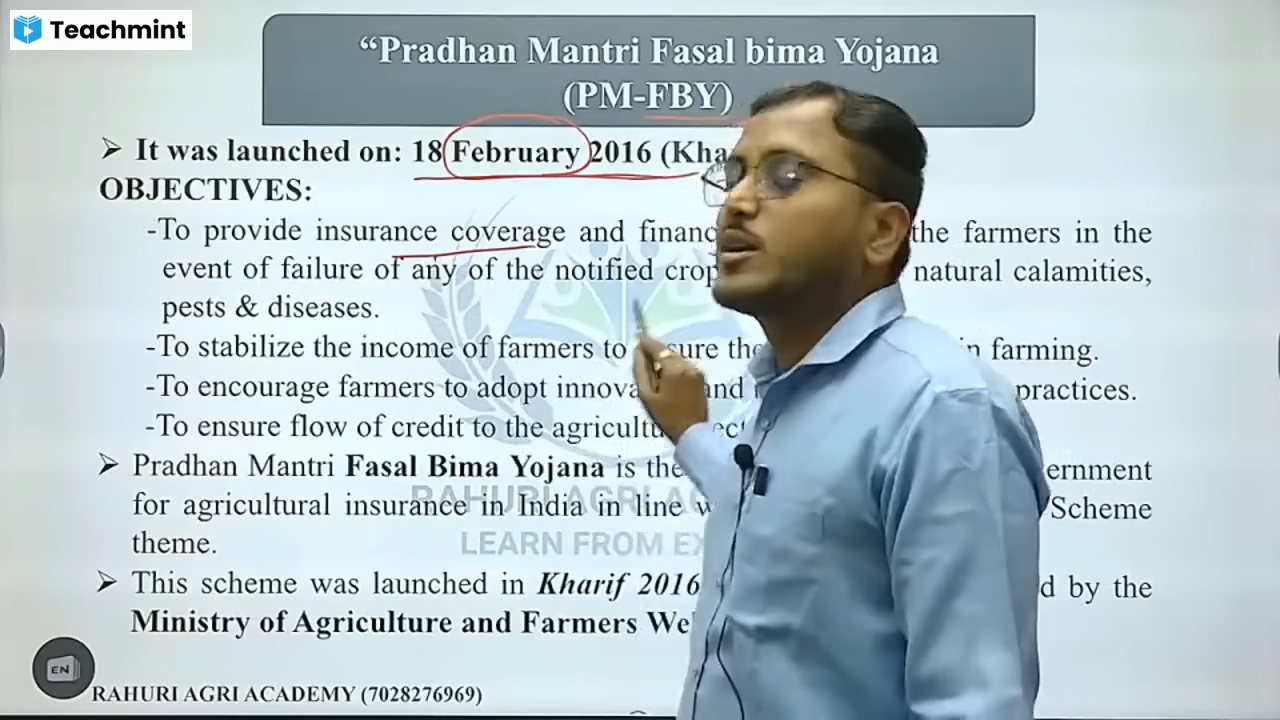 Teachmint
“Pradhan Mantri Fasal bima Yojana
(PM-FBY)
➢ It was launched on: 18 February 2016
OBJECTIVES:
-To provide insurance coverage and the farmers in the
event of failure of any of the notified natural calamities,
pests & diseases.
-To stabilize the income of farmers to in farming.
-To encourage farmers to adopt and practices.
-To ensure flow of credit to the
➢ Pradhan Mantri Fasal Bima Yojana is the
for agricultural insurance in India in line Scheme
theme.
➢ This scheme was launched in Kharif 2016 by the
Ministry of Agriculture and Farmers
RAHURI AGRI
LEARN FROM
EN
RAHURI AGRI ACADEMY (7028276969)